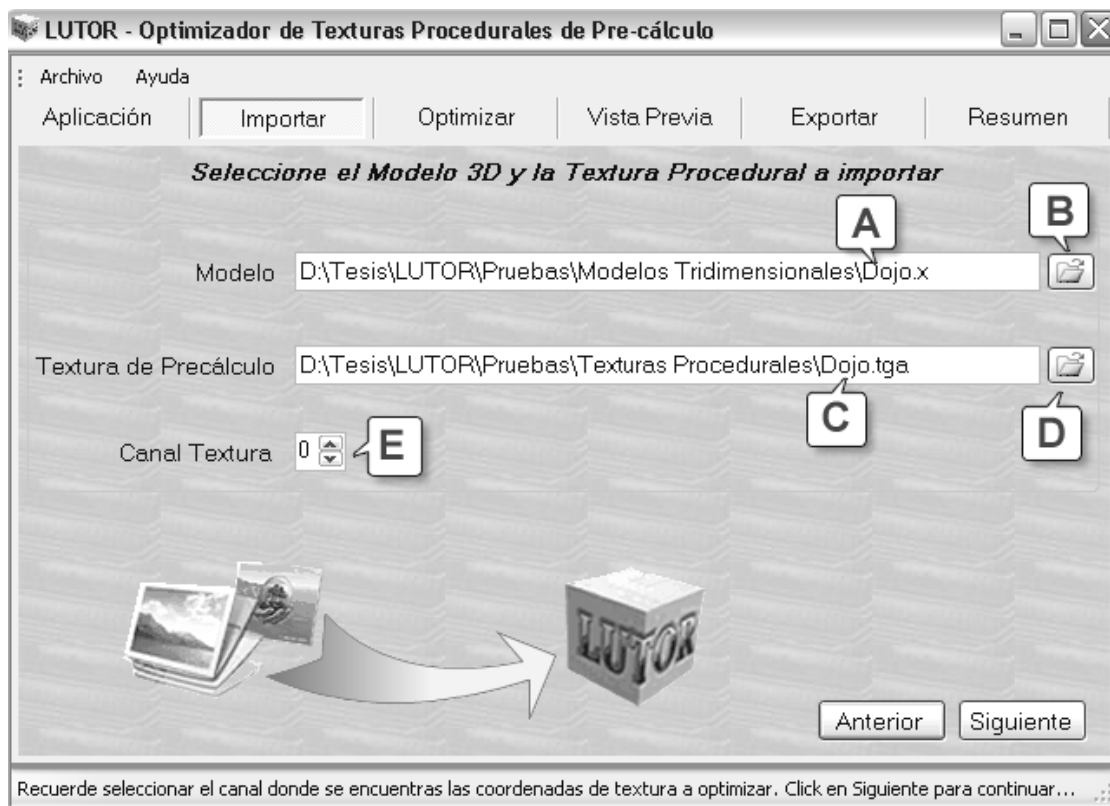 LUTOR - Optimizador de Texturas Procedurales de Pre-cálculo
Archivo Ayuda
Aplicación Importar Optimizar Vista Previa Exportar Resumen
Seleccione el Modelo 3D y la Textura Procedural a importar
A
B
Modelo D:\Tesis\LUTOR\Pruebas\Modelos Tridimensionales\Dojo.x
Textura de Precálculo D:\Tesis\LUTOR\Pruebas\Texturas Procedurales\Dojo.tga
C
D
Canal Textura 0
E
LUTOR
Anterior Siguiente
Recuerde seleccionar el canal donde se encuentras las coordenadas de textura a optimizar. Click en Siguiente para continuar...